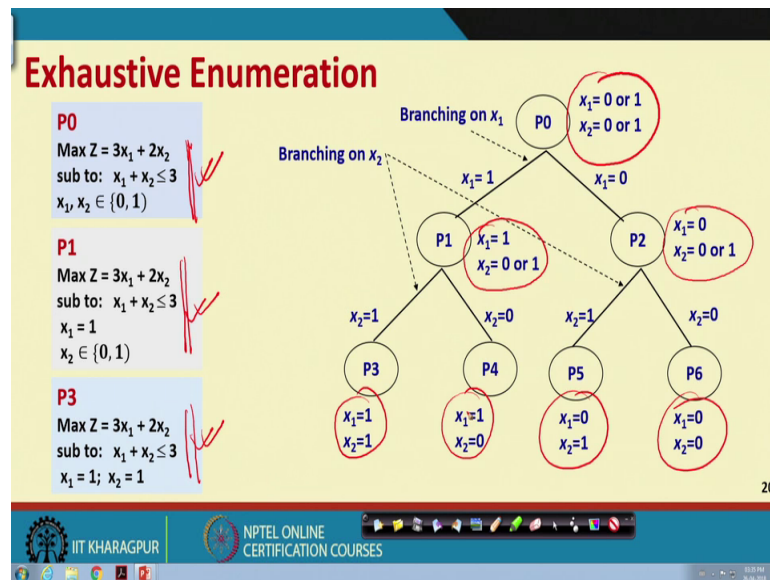 Exhaustive Enumeration
P0
Max Z = 3x₁ + 2x₂
sub to: x₁ + x₂ ≤ 3
x₁, x₂ ∈ {0, 1)
P1
Max Z = 3x₁ + 2x₂
sub to: x₁ + x₂ ≤ 3
x₁ = 1
x₂ ∈ {0, 1)
P3
Max Z = 3x₁ + 2x₂
sub to: x₁ + x₂ ≤ 3
x₁ = 1; x₂ = 1
Branching on x₁
P0
x₁= 0 or 1
x₂= 0 or 1
Branching on x₂
x₁= 1
x₁= 0
P1
x₁= 1
x₂= 0 or 1
P2
x₁= 0
x₂= 0 or 1
x₂=1
x₂=0
x₂=1
x₂=0
P3
P4
P5
P6
x₁=1
x₂=1
x₁=1
x₂=0
x₁=0
x₂=1
x₁=0
x₂=0
IIT KHARAGPUR
NPTEL ONLINE
CERTIFICATION COURSES